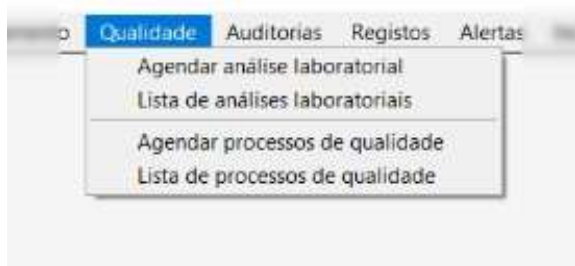 Qualidade Auditorias Registos Alertas
Agendar análise laboratorial
Lista de análises laboratoriais
Agendar processos de qualidade
Lista de processos de qualidade